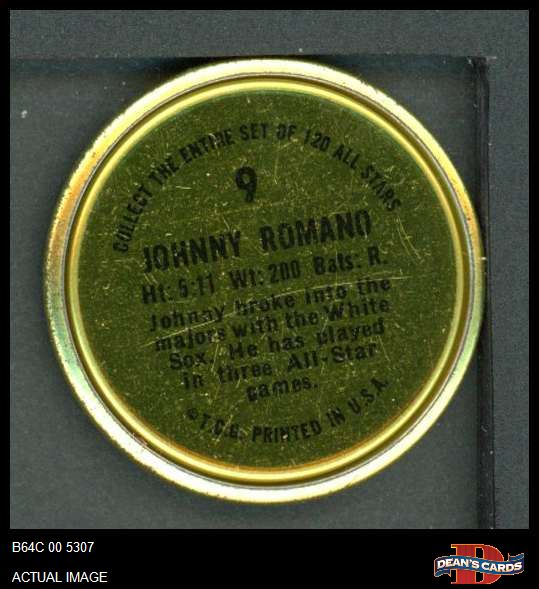 COLLECT THE ENTIRE SET OF 120 ALL STARS
9
JOHNNY ROMANO
Ht: 5:11 Wt: 200 Bats: R.
Johnny broke into the
majors with the White
Sox. He has played
in three All-Star
games.
© T.C.G. PRINTED IN U.S.A.
B64C 00 5307
ACTUAL IMAGE
D
DEAN'S CARDS